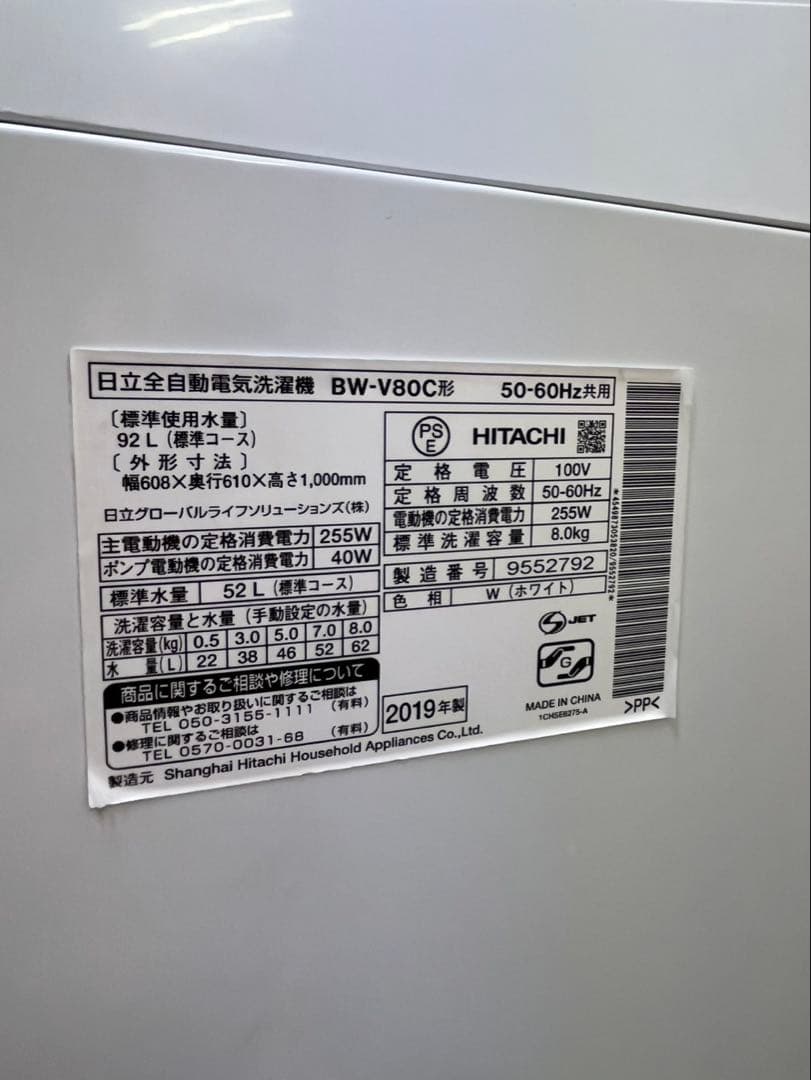 日立全自動電気洗濯機 BW-V80C形 50-60Hz共用
〔標準使用水量〕
92 L (標準コース)
〔外形寸法〕
幅608×奥行610×高さ1,000mm
日立グローバルライフソリューションズ(株)
主電動機の定格消費電力 255W
ポンプ電動機の定格消費電力 40W
標準水量 52 L (標準コース)
洗濯容量と水量 (手動設定の水量)
洗濯容量(kg) 0.5 3.0 5.0 7.0 8.0
水量(L) 22 38 46 52 62
商品に関するご相談や修理について
●商品情報やお取り扱いに関するご相談は
TEL 050-3155-1111 (有料)
●修理に関するご相談は
TEL 0570-0031-68 (有料)
PS
E
HITACHI
定格電圧 100V
定格周波数 50-60Hz
電動機の定格消費電力 255W
標準洗濯容量 8.0kg
製造番号 9552792
色相 W (ホワイト)
S JET
G
2019年製
MADE IN CHINA
1CHSE8275-A
>PP<
製造元 Shanghai Hitachi Household Appliances Co.,Ltd.